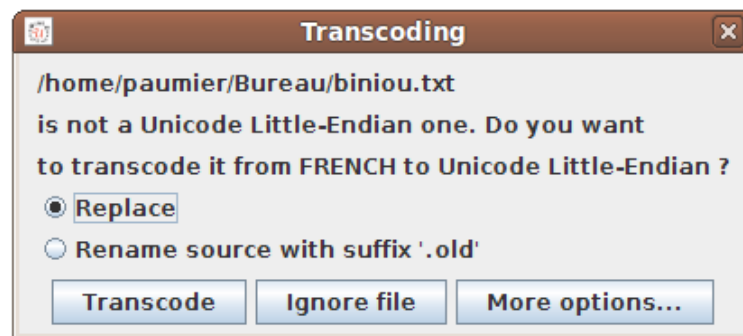 Transcoding
/home/paumier/Bureau/biniou.txt
is not a Unicode Little-Endian one. Do you want
to transcode it from FRENCH to Unicode Little-Endian ?
Replace
Rename source with suffix '.old'
Transcode Ignore file More options...